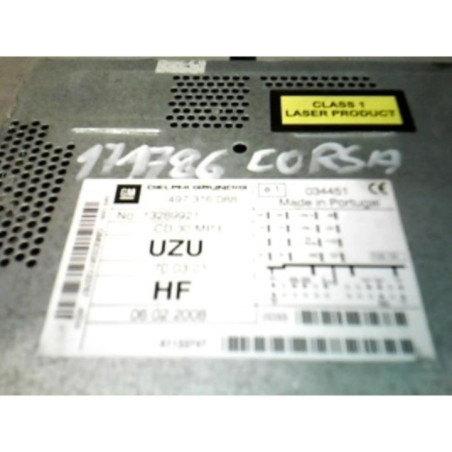 CLASS 1
LASER PRODUCT
171786 CORSA
GM DELPHI GRUNDIG e 1 034451 CE
497 316 088 Made in Portugal
No. 13289921
CD 30 MP3
UZU
HF
06.02.2008